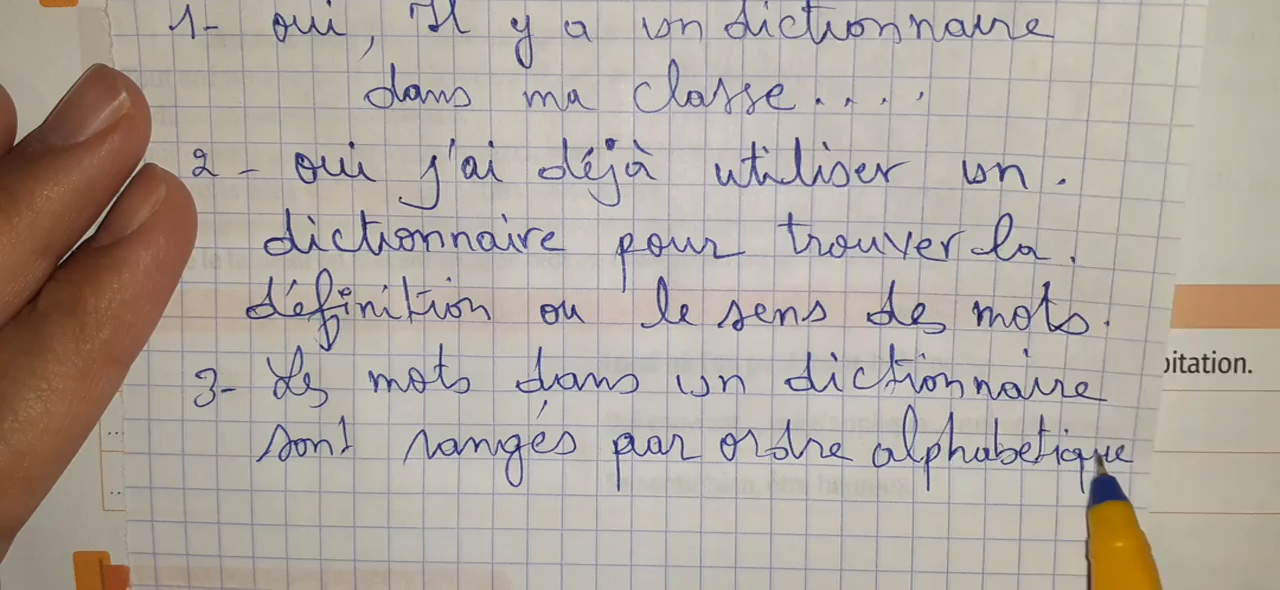 1- oui, Il y a un dictionnaire
dans ma classe....
2 - oui j'ai déjà utiliser un.
dictionnaire pour trouver la.
définition ou le sens des mots.
3- Les mots dans un dictionnaire
pitation.
sont rangés par ordre alphabetique